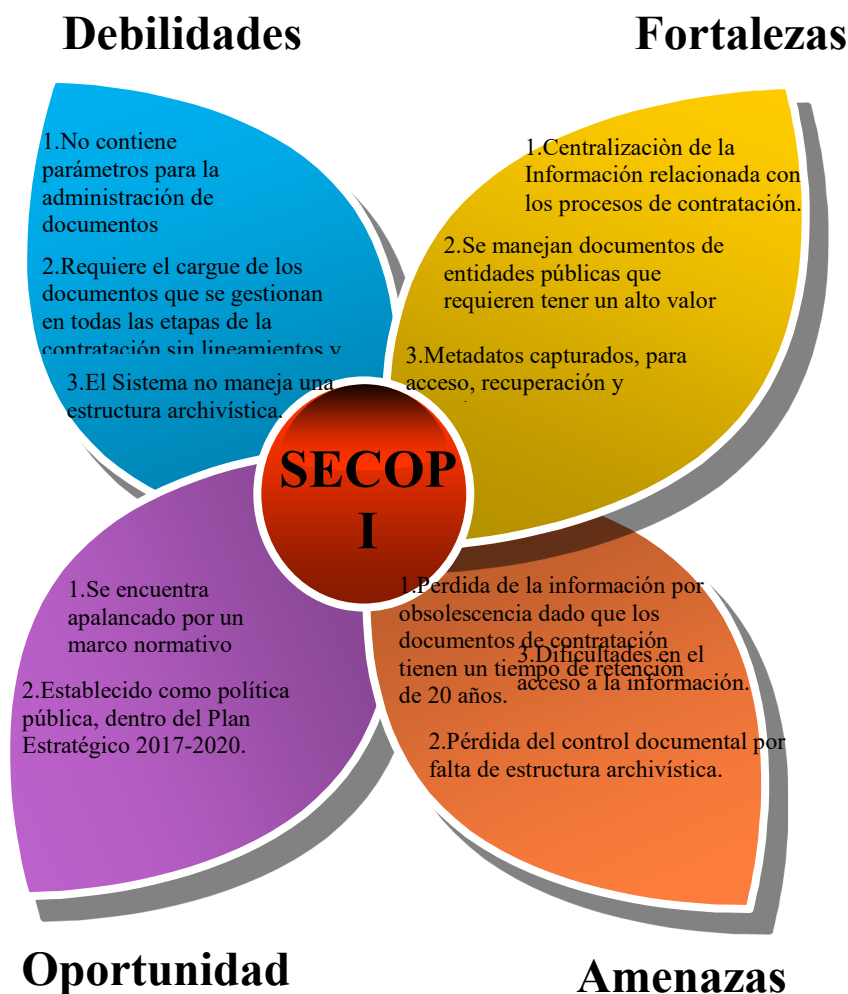 Debilidades
1.No contiene
parámetros para la
administración de
documentos
2.Requiere el cargue de los
documentos que se gestionan
en todas las etapas de la
contratación sin lineamientos y
3.El Sistema no maneja una
estructura archivística.
Fortalezas
1.Centralizaciòn de la
Información relacionada con
los procesos de contratación.
2.Se manejan documentos de
entidades públicas que
requieren tener un alto valor
3.Metadatos capturados, para
acceso, recuperación y
SECOP
I
1.Se encuentra
apalancado por un
marco normativo
2.Establecido como política
pública, dentro del Plan
Estratégico 2017-2020.
Oportunidad
1.Perdida de la información por
obsolescencia dado que los
documentos de contratación
tienen un tiempo de retención
de 20 años.
3.Dificultades en el
acceso a la información.
2.Pérdida del control documental por
falta de estructura archivística.
Amenazas